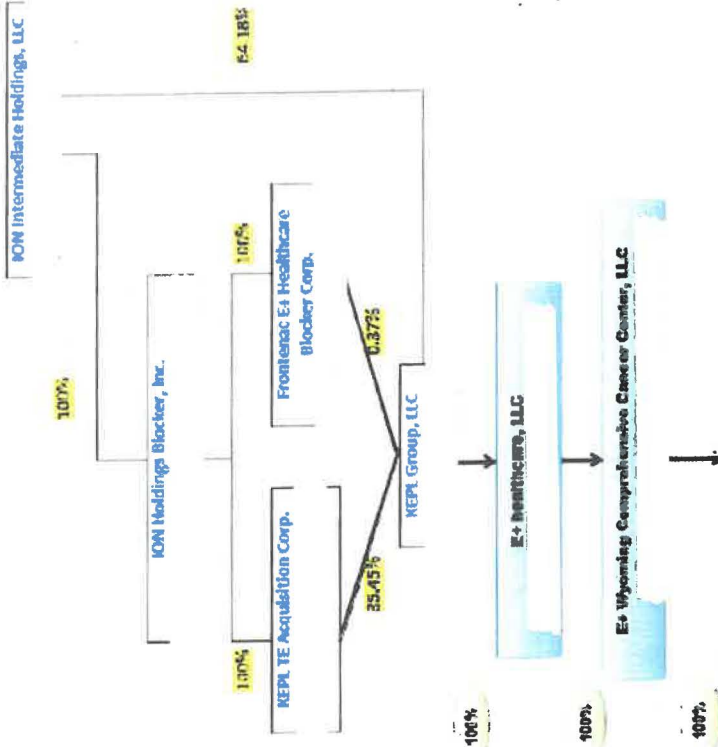 ION Intermediate Holdings, LLC
64.18%
100%
ION Holdings Blocker, Inc.
100%
100%
KEPL TE Acquisition Corp.
Frontenac E+ Healthcare
Blocker Corp.
35.45%
0.37%
KEPL Group, LLC
100%
E+ healthcare, LLC
100%
E+ Wyoming Comprehensive Cancer Center, LLC
100%